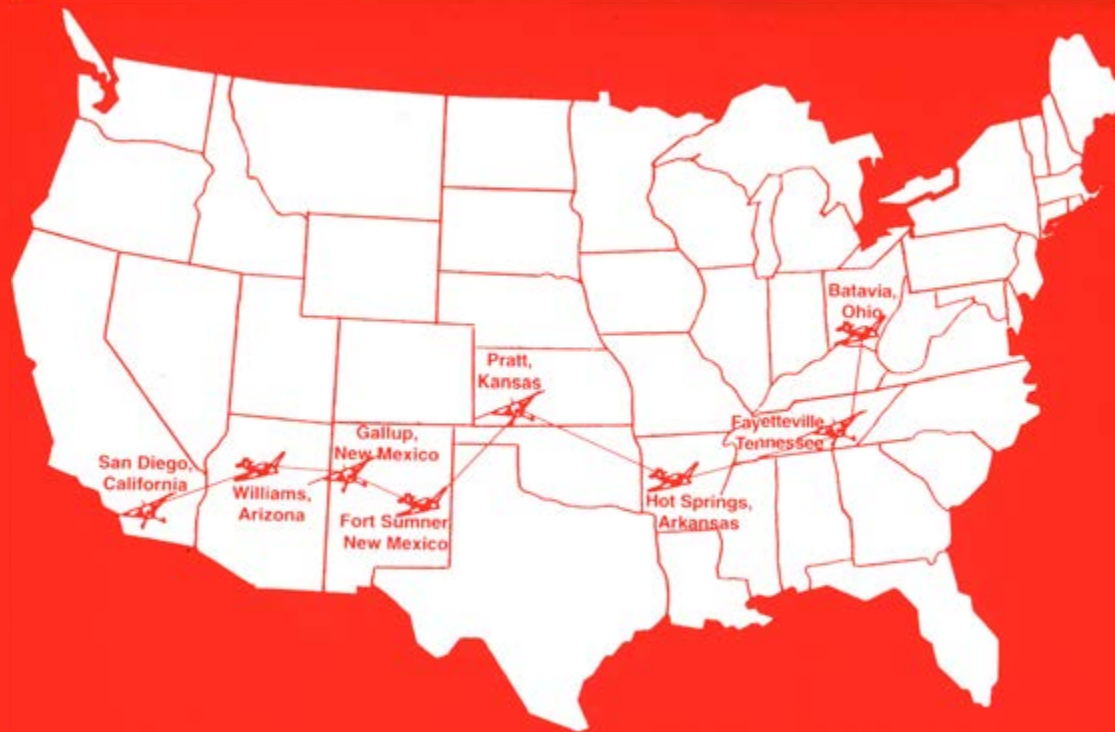 Batavia,
Ohio
Pratt,
Kansas
Fayetteville
Tennessee
Gallup,
New Mexico
San Diego,
California
Williams,
Arizona
Hot Springs,
Arkansas
Fort Sumner
New Mexico